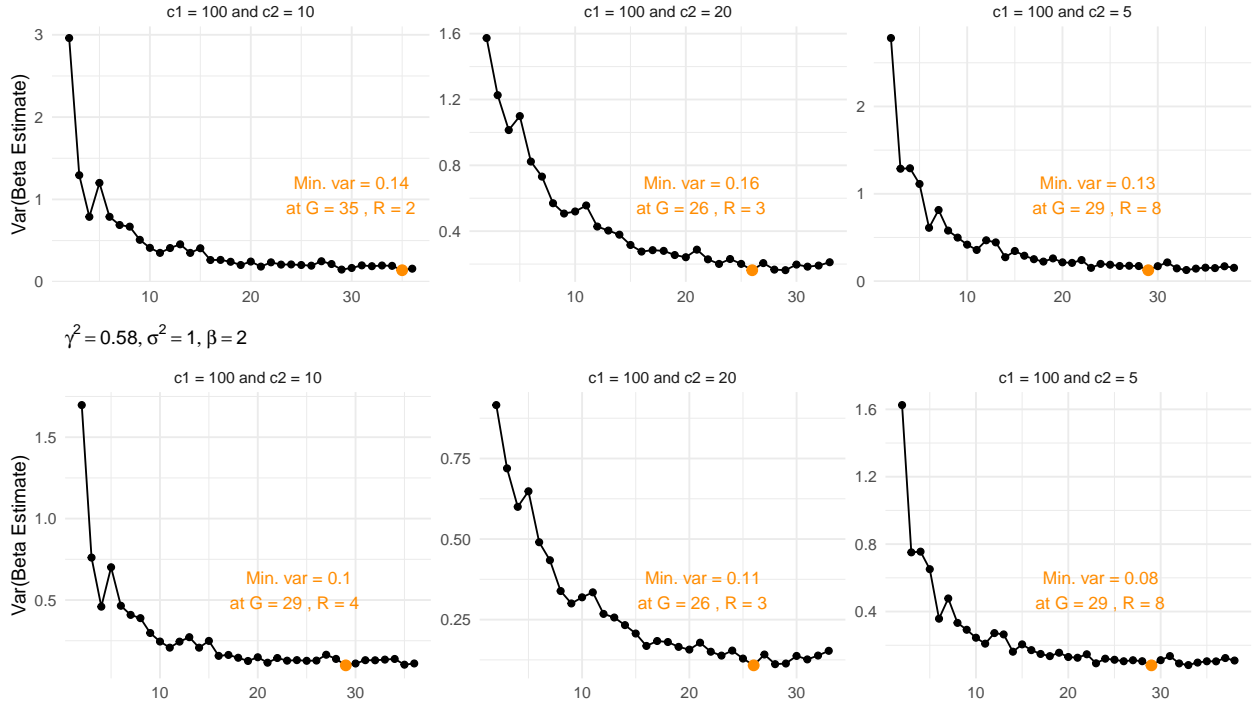 c1 = 100 and c2 = 10
c1 = 100 and c2 = 20
c1 = 100 and c2 = 5
Var(Beta Estimate)
3
2
1
0
10
20
30
Min. var = 0.14
at G = 35 , R = 2
1.6
1.2
0.8
0.4
10
20
30
Min. var = 0.16
at G = 26 , R = 3
2
1
0
10
20
30
Min. var = 0.13
at G = 29 , R = 8
γ² = 0.58, σ² = 1, β = 2
c1 = 100 and c2 = 10
c1 = 100 and c2 = 20
c1 = 100 and c2 = 5
Var(Beta Estimate)
1.5
1.0
0.5
10
20
30
Min. var = 0.1
at G = 29 , R = 4
0.75
0.50
0.25
10
20
30
Min. var = 0.11
at G = 26 , R = 3
1.6
1.2
0.8
0.4
10
20
30
Min. var = 0.08
at G = 29 , R = 8